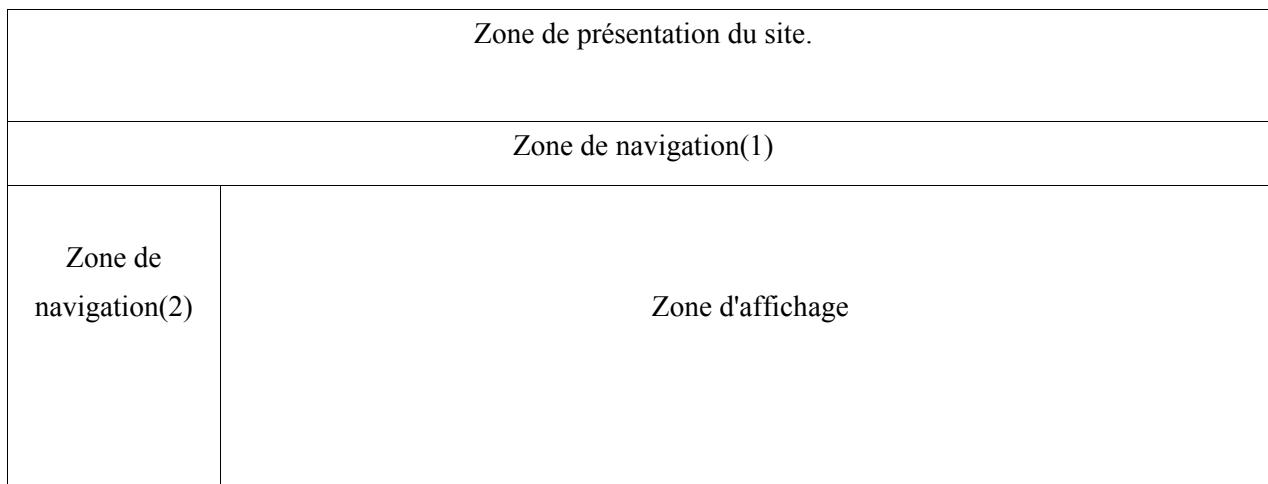 Zone de présentation du site.
Zone de navigation(1)
Zone de
navigation(2)
Zone d'affichage